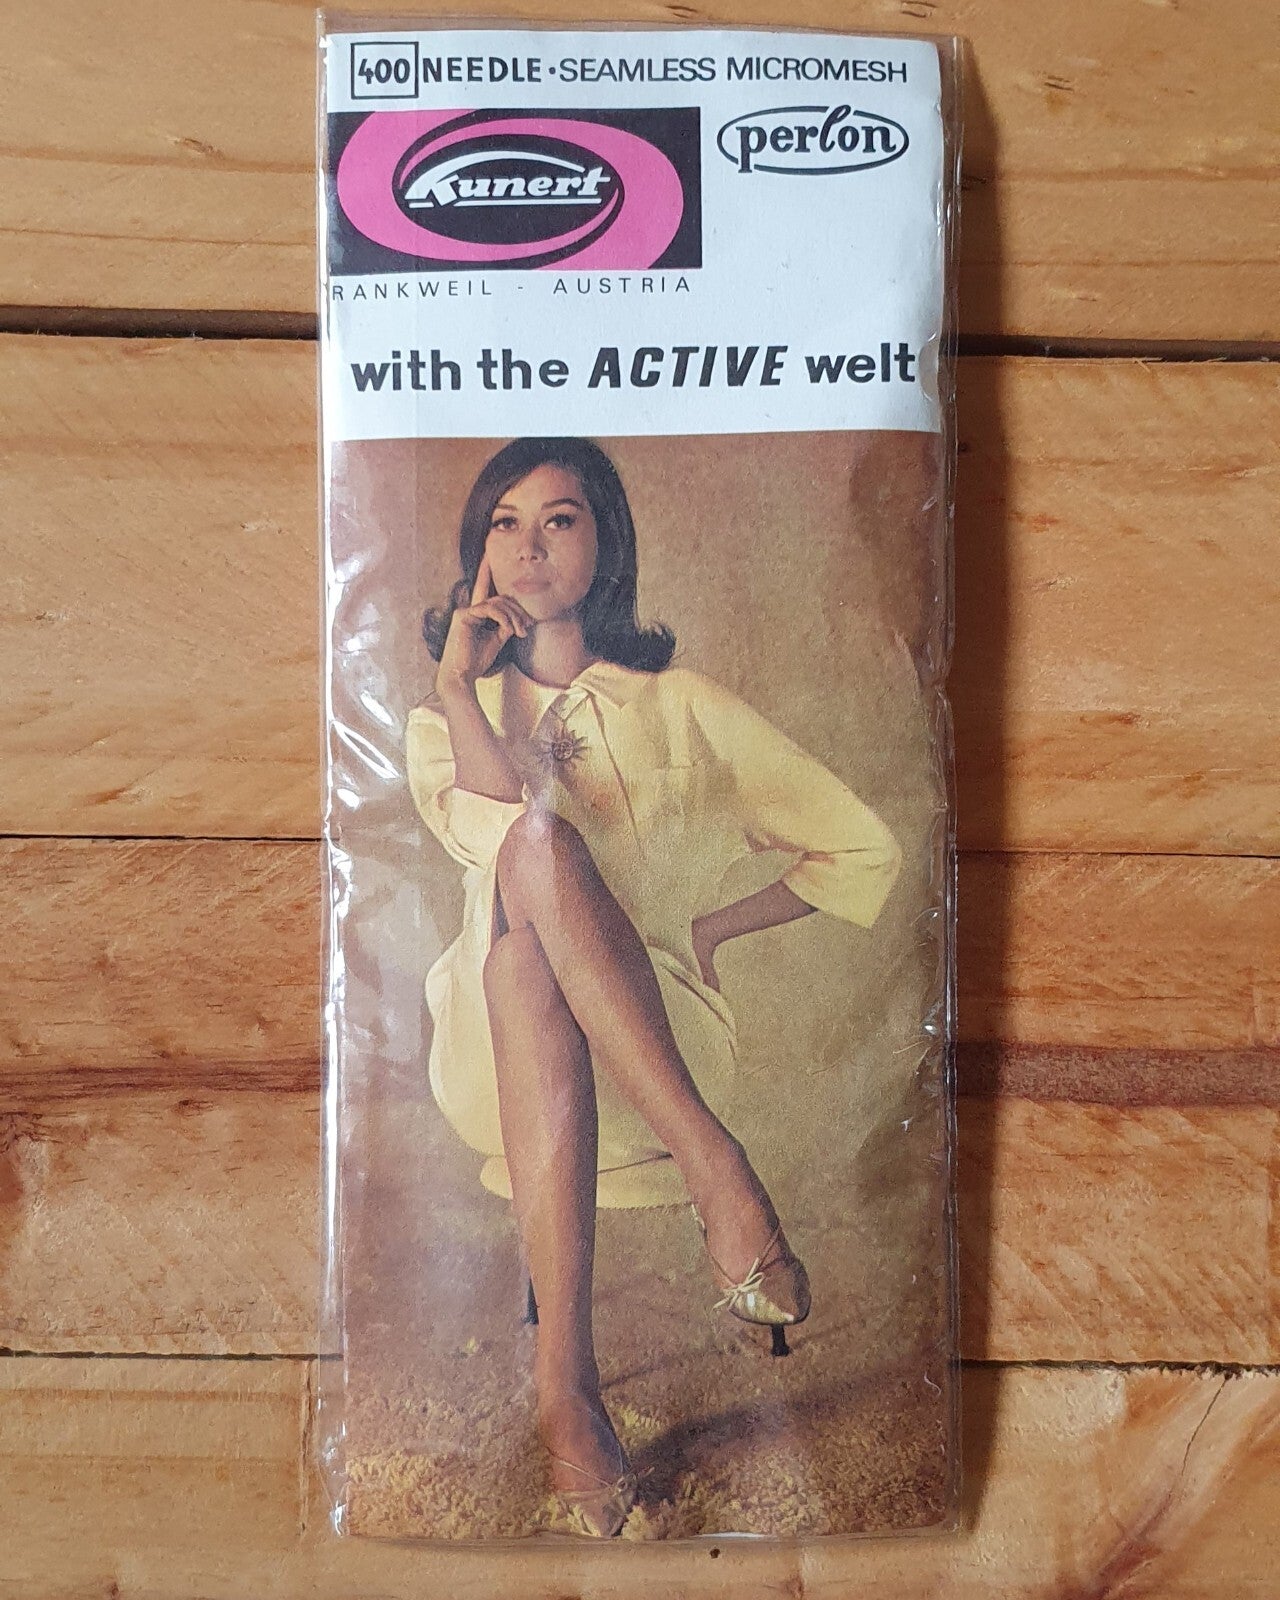 400 NEEDLE · SEAMLESS MICROMESH
perlon
Kunert
RANKWEIL - AUSTRIA
with the ACTIVE welt